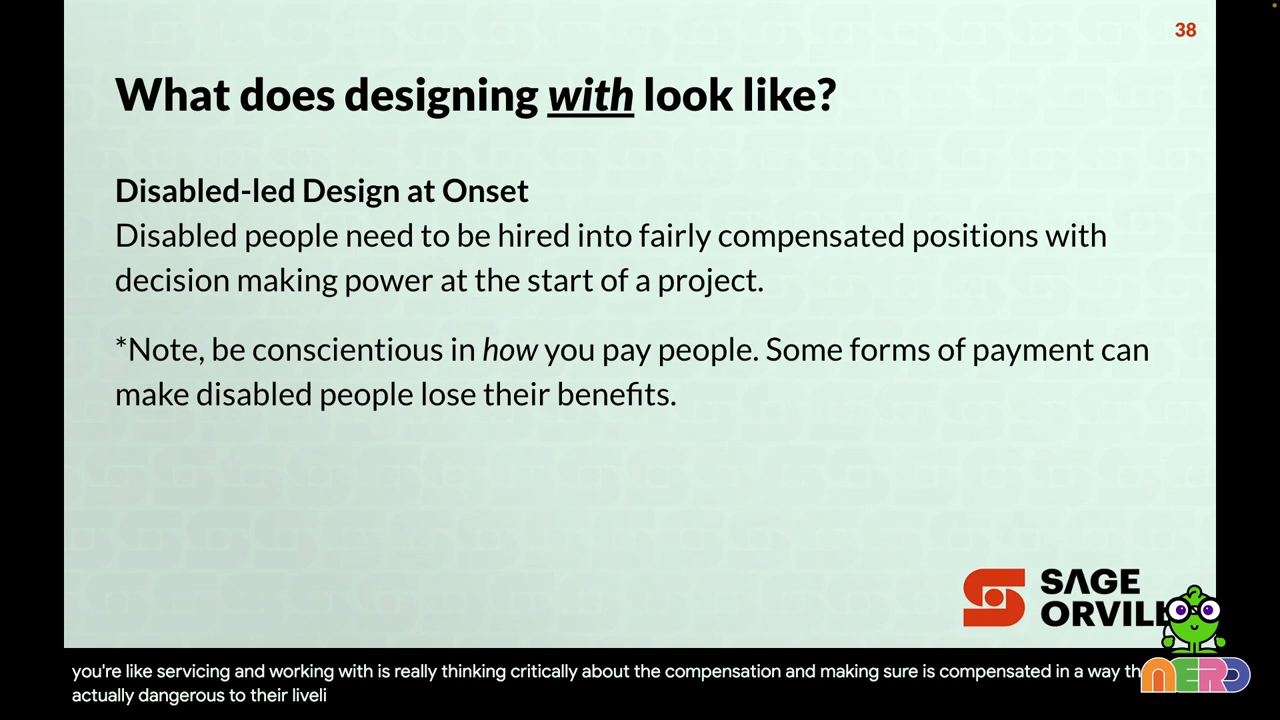 38
What does designing with look like?
Disabled-led Design at Onset
Disabled people need to be hired into fairly compensated positions with
decision making power at the start of a project.
*Note, be conscientious in how you pay people. Some forms of payment can
make disabled people lose their benefits.
SAGE
ORVILL
you're like servicing and working with is really thinking critically about the compensation and making sure is compensated in a way th
actually dangerous to their liveli
NERD